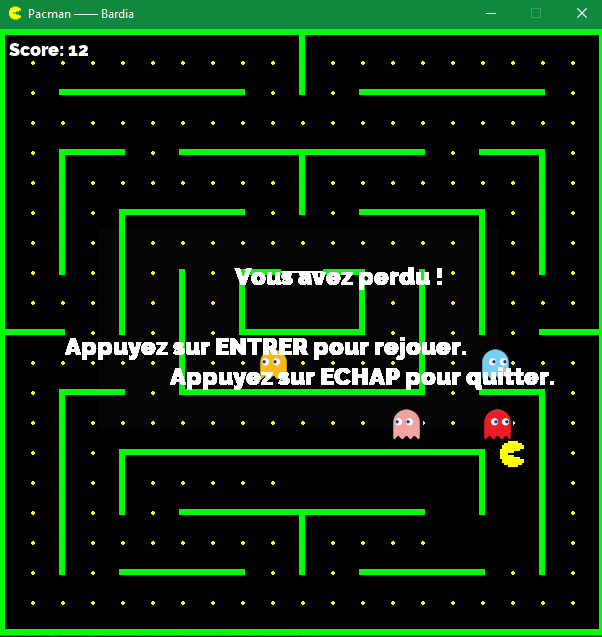 Pacman —— Bardia
Score: 12
Vous avez perdu !
Appuyez sur ENTRER pour rejouer.
Appuyez sur ECHAP pour quitter.